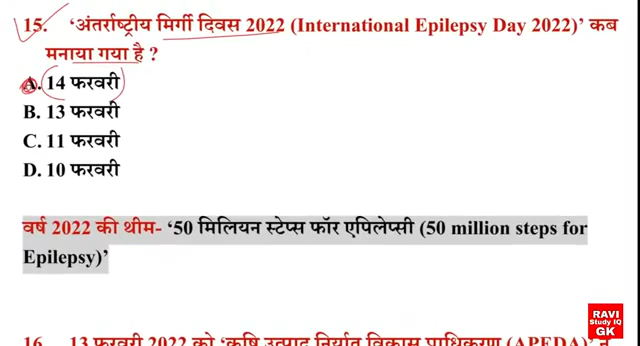 15. ‘अंतर्राष्ट्रीय मिर्गी दिवस 2022 (International Epilepsy Day 2022)’ कब
मनाया गया है ?
A. 14 फरवरी
B. 13 फरवरी
C. 11 फरवरी
D. 10 फरवरी
वर्ष 2022 की थीम- ‘50 मिलियन स्टेप्स फॉर एपिलेप्सी (50 million steps for
Epilepsy)’
16. 13 फरवरी 2022 को ‘कृषि उत्पाद निर्यात विकास प्राधिकरण (APEDA)’ ने
RAVI
Study IQ
GK